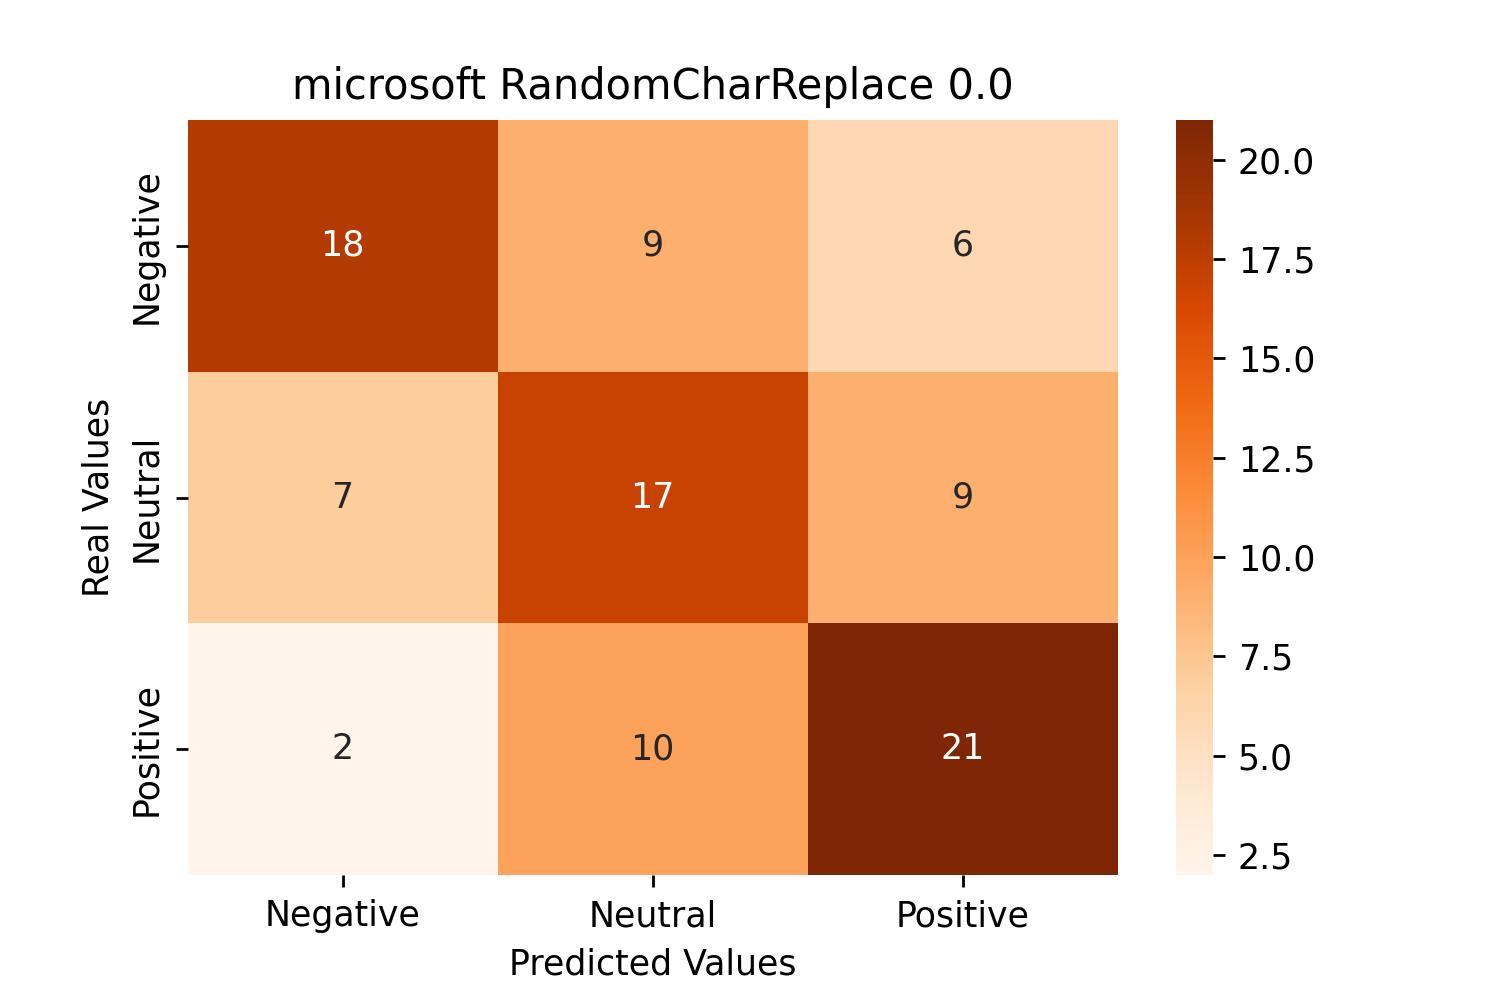 microsoft RandomCharReplace 0.0
Real Values
Negative
18 9 6
Neutral
7 17 9
Positive
2 10 21
Negative Neutral Positive
Predicted Values
20.0
17.5
15.0
12.5
10.0
7.5
5.0
2.5